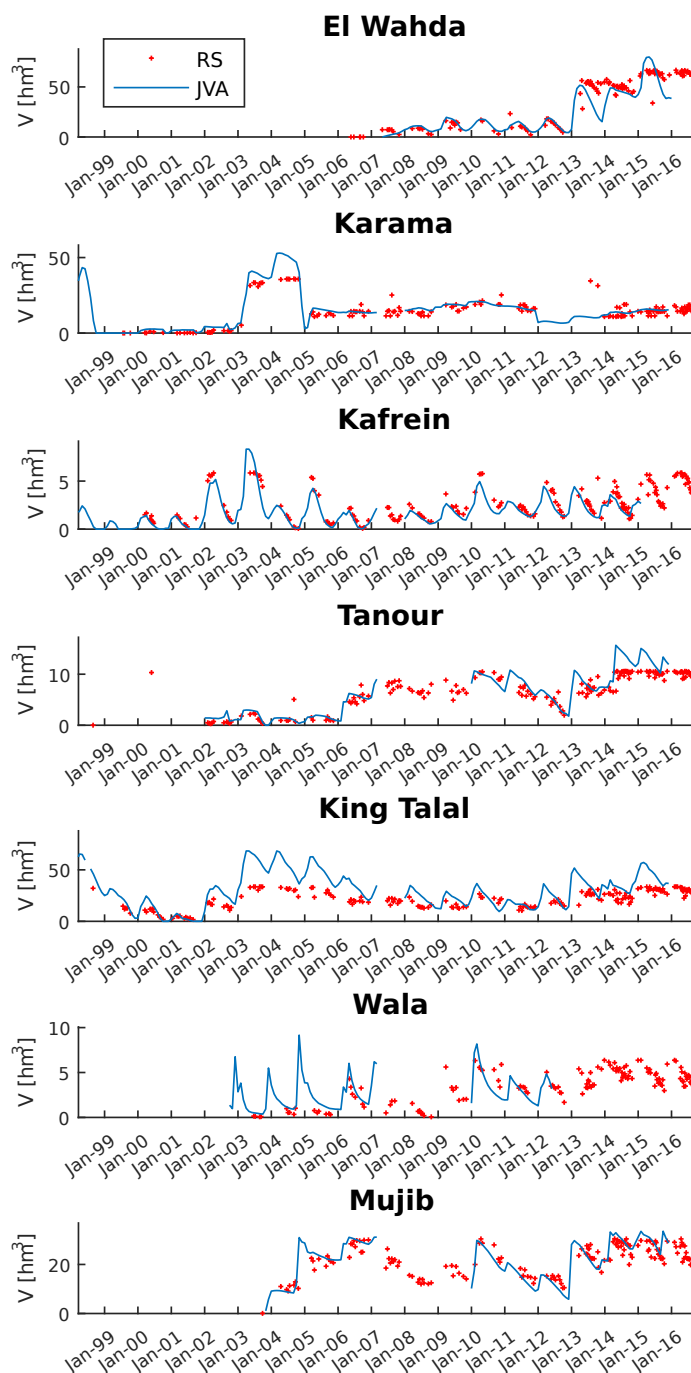 El Wahda
RS
JVA
50
0
V [hm³]
Jan-99 Jan-00 Jan-01 Jan-02 Jan-03 Jan-04 Jan-05 Jan-06 Jan-07 Jan-08 Jan-09 Jan-10 Jan-11 Jan-12 Jan-13 Jan-14 Jan-15 Jan-16
Karama
50
0
V [hm³]
Jan-99 Jan-00 Jan-01 Jan-02 Jan-03 Jan-04 Jan-05 Jan-06 Jan-07 Jan-08 Jan-09 Jan-10 Jan-11 Jan-12 Jan-13 Jan-14 Jan-15 Jan-16
Kafrein
5
0
V [hm³]
Jan-99 Jan-00 Jan-01 Jan-02 Jan-03 Jan-04 Jan-05 Jan-06 Jan-07 Jan-08 Jan-09 Jan-10 Jan-11 Jan-12 Jan-13 Jan-14 Jan-15 Jan-16
Tanour
10
0
V [hm³]
Jan-99 Jan-00 Jan-01 Jan-02 Jan-03 Jan-04 Jan-05 Jan-06 Jan-07 Jan-08 Jan-09 Jan-10 Jan-11 Jan-12 Jan-13 Jan-14 Jan-15 Jan-16
King Talal
50
0
V [hm³]
Jan-99 Jan-00 Jan-01 Jan-02 Jan-03 Jan-04 Jan-05 Jan-06 Jan-07 Jan-08 Jan-09 Jan-10 Jan-11 Jan-12 Jan-13 Jan-14 Jan-15 Jan-16
Wala
10
5
0
V [hm³]
Jan-99 Jan-00 Jan-01 Jan-02 Jan-03 Jan-04 Jan-05 Jan-06 Jan-07 Jan-08 Jan-09 Jan-10 Jan-11 Jan-12 Jan-13 Jan-14 Jan-15 Jan-16
Mujib
20
0
V [hm³]
Jan-99 Jan-00 Jan-01 Jan-02 Jan-03 Jan-04 Jan-05 Jan-06 Jan-07 Jan-08 Jan-09 Jan-10 Jan-11 Jan-12 Jan-13 Jan-14 Jan-15 Jan-16